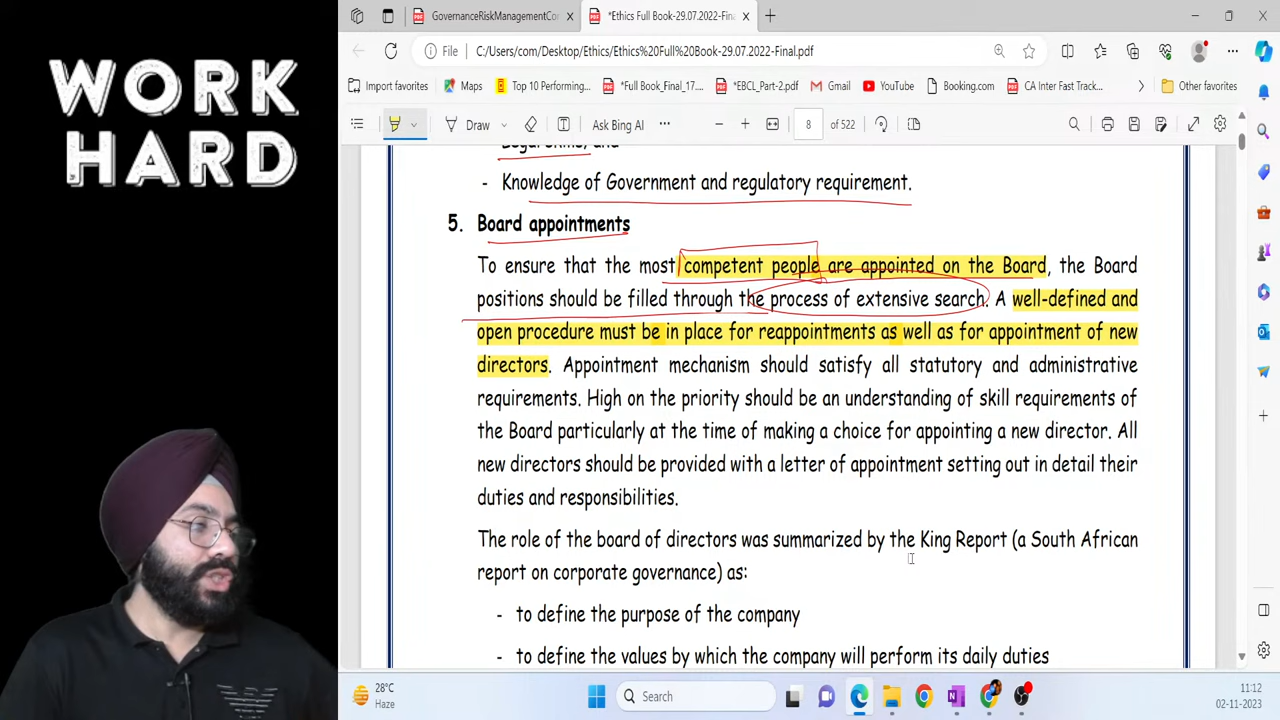 WORK
HARD
GovernanceRiskManagementCo
*Ethics Full Book-29.07.2022-Fina
File
C:/Users/com/Desktop/Ethics/Ethics%20Full%20Book-29.07.2022-Final.pdf
Import favorites
Maps
Top 10 Performing...
*Full Book_Final_17....
*EBCL_Part-2.pdf
Gmail
YouTube
Booking.com
CA Inter Fast Track...
Other favorites
Draw
Ask Bing AI
8 of 522
Legal skills, and
- Knowledge of Government and regulatory requirement.
5. Board appointments
To ensure that the most competent people are appointed on the Board, the Board
positions should be filled through the process of extensive search. A well-defined and
open procedure must be in place for reappointments as well as for appointment of new
directors. Appointment mechanism should satisfy all statutory and administrative
requirements. High on the priority should be an understanding of skill requirements of
the Board particularly at the time of making a choice for appointing a new director. All
new directors should be provided with a letter of appointment setting out in detail their
duties and responsibilities.
The role of the board of directors was summarized by the King Report (a South African
report on corporate governance) as:
- to define the purpose of the company
- to define the values by which the company will perform its daily duties
28°C
Haze
Search
11:12
02-11-2023